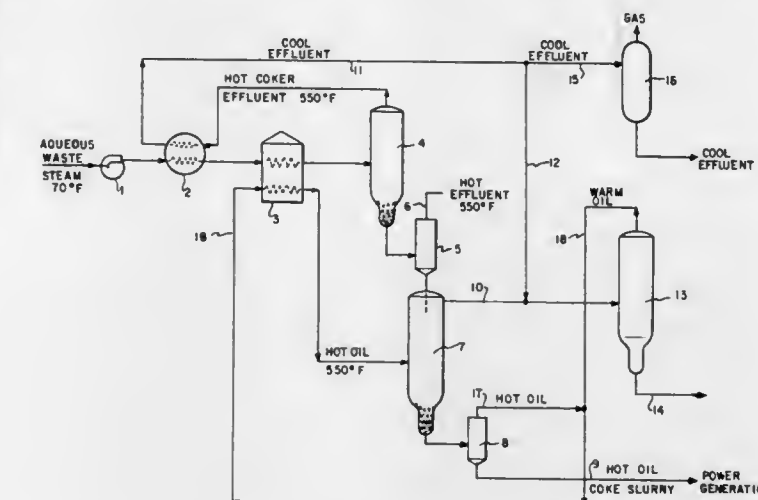 GAS
COOL
EFFLUENT
11
COOL
EFFLUENT
15
16
HOT COKER
EFFLUENT 550°F
4
AQUEOUS
WASTE
STEAM
70°F
1
2
3
12
COOL
EFFLUENT
HOT
EFFLUENT
550°F
6
5
WARM
OIL
18
18
13
10
7
HOT OIL
550°F
14
17
HOT OIL
8
9
HOT OIL
COKE SLURRY
POWER
GENERATIO